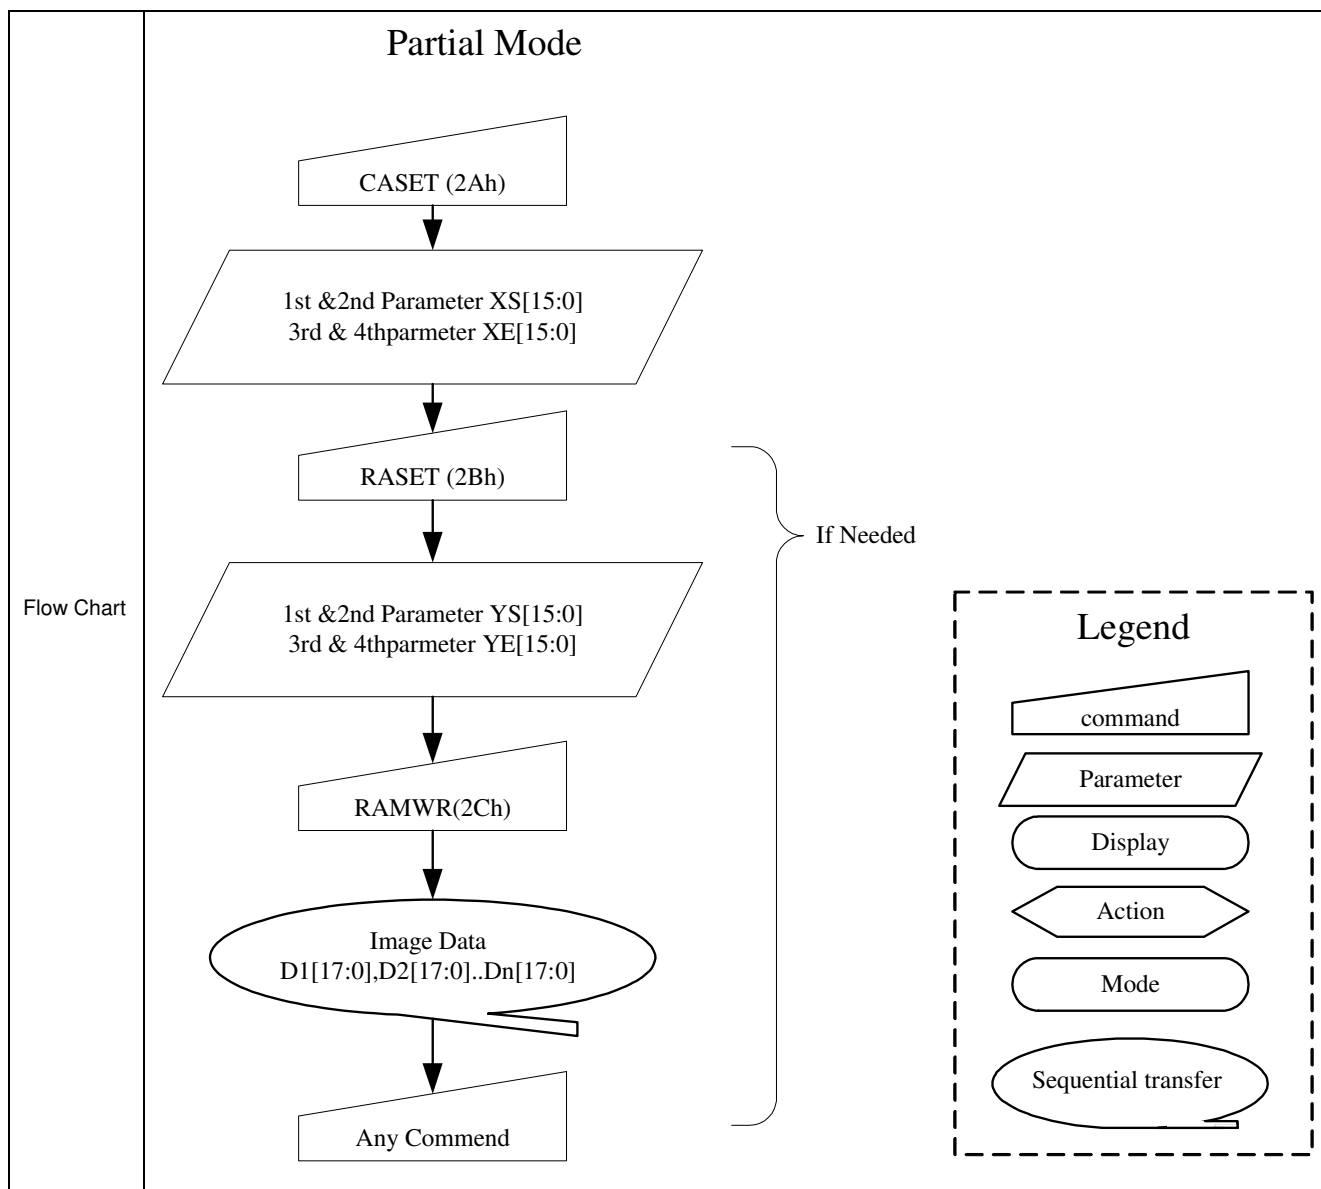 Flow Chart
Partial Mode
CASET (2Ah)
1st &2nd Parameter XS[15:0]
3rd & 4thparmeter XE[15:0]
RASET (2Bh)
If Needed
1st &2nd Parameter YS[15:0]
3rd & 4thparmeter YE[15:0]
RAMWR(2Ch)
Image Data
D1[17:0],D2[17:0]..Dn[17:0]
Any Commend
Legend
command
Parameter
Display
Action
Mode
Sequential transfer